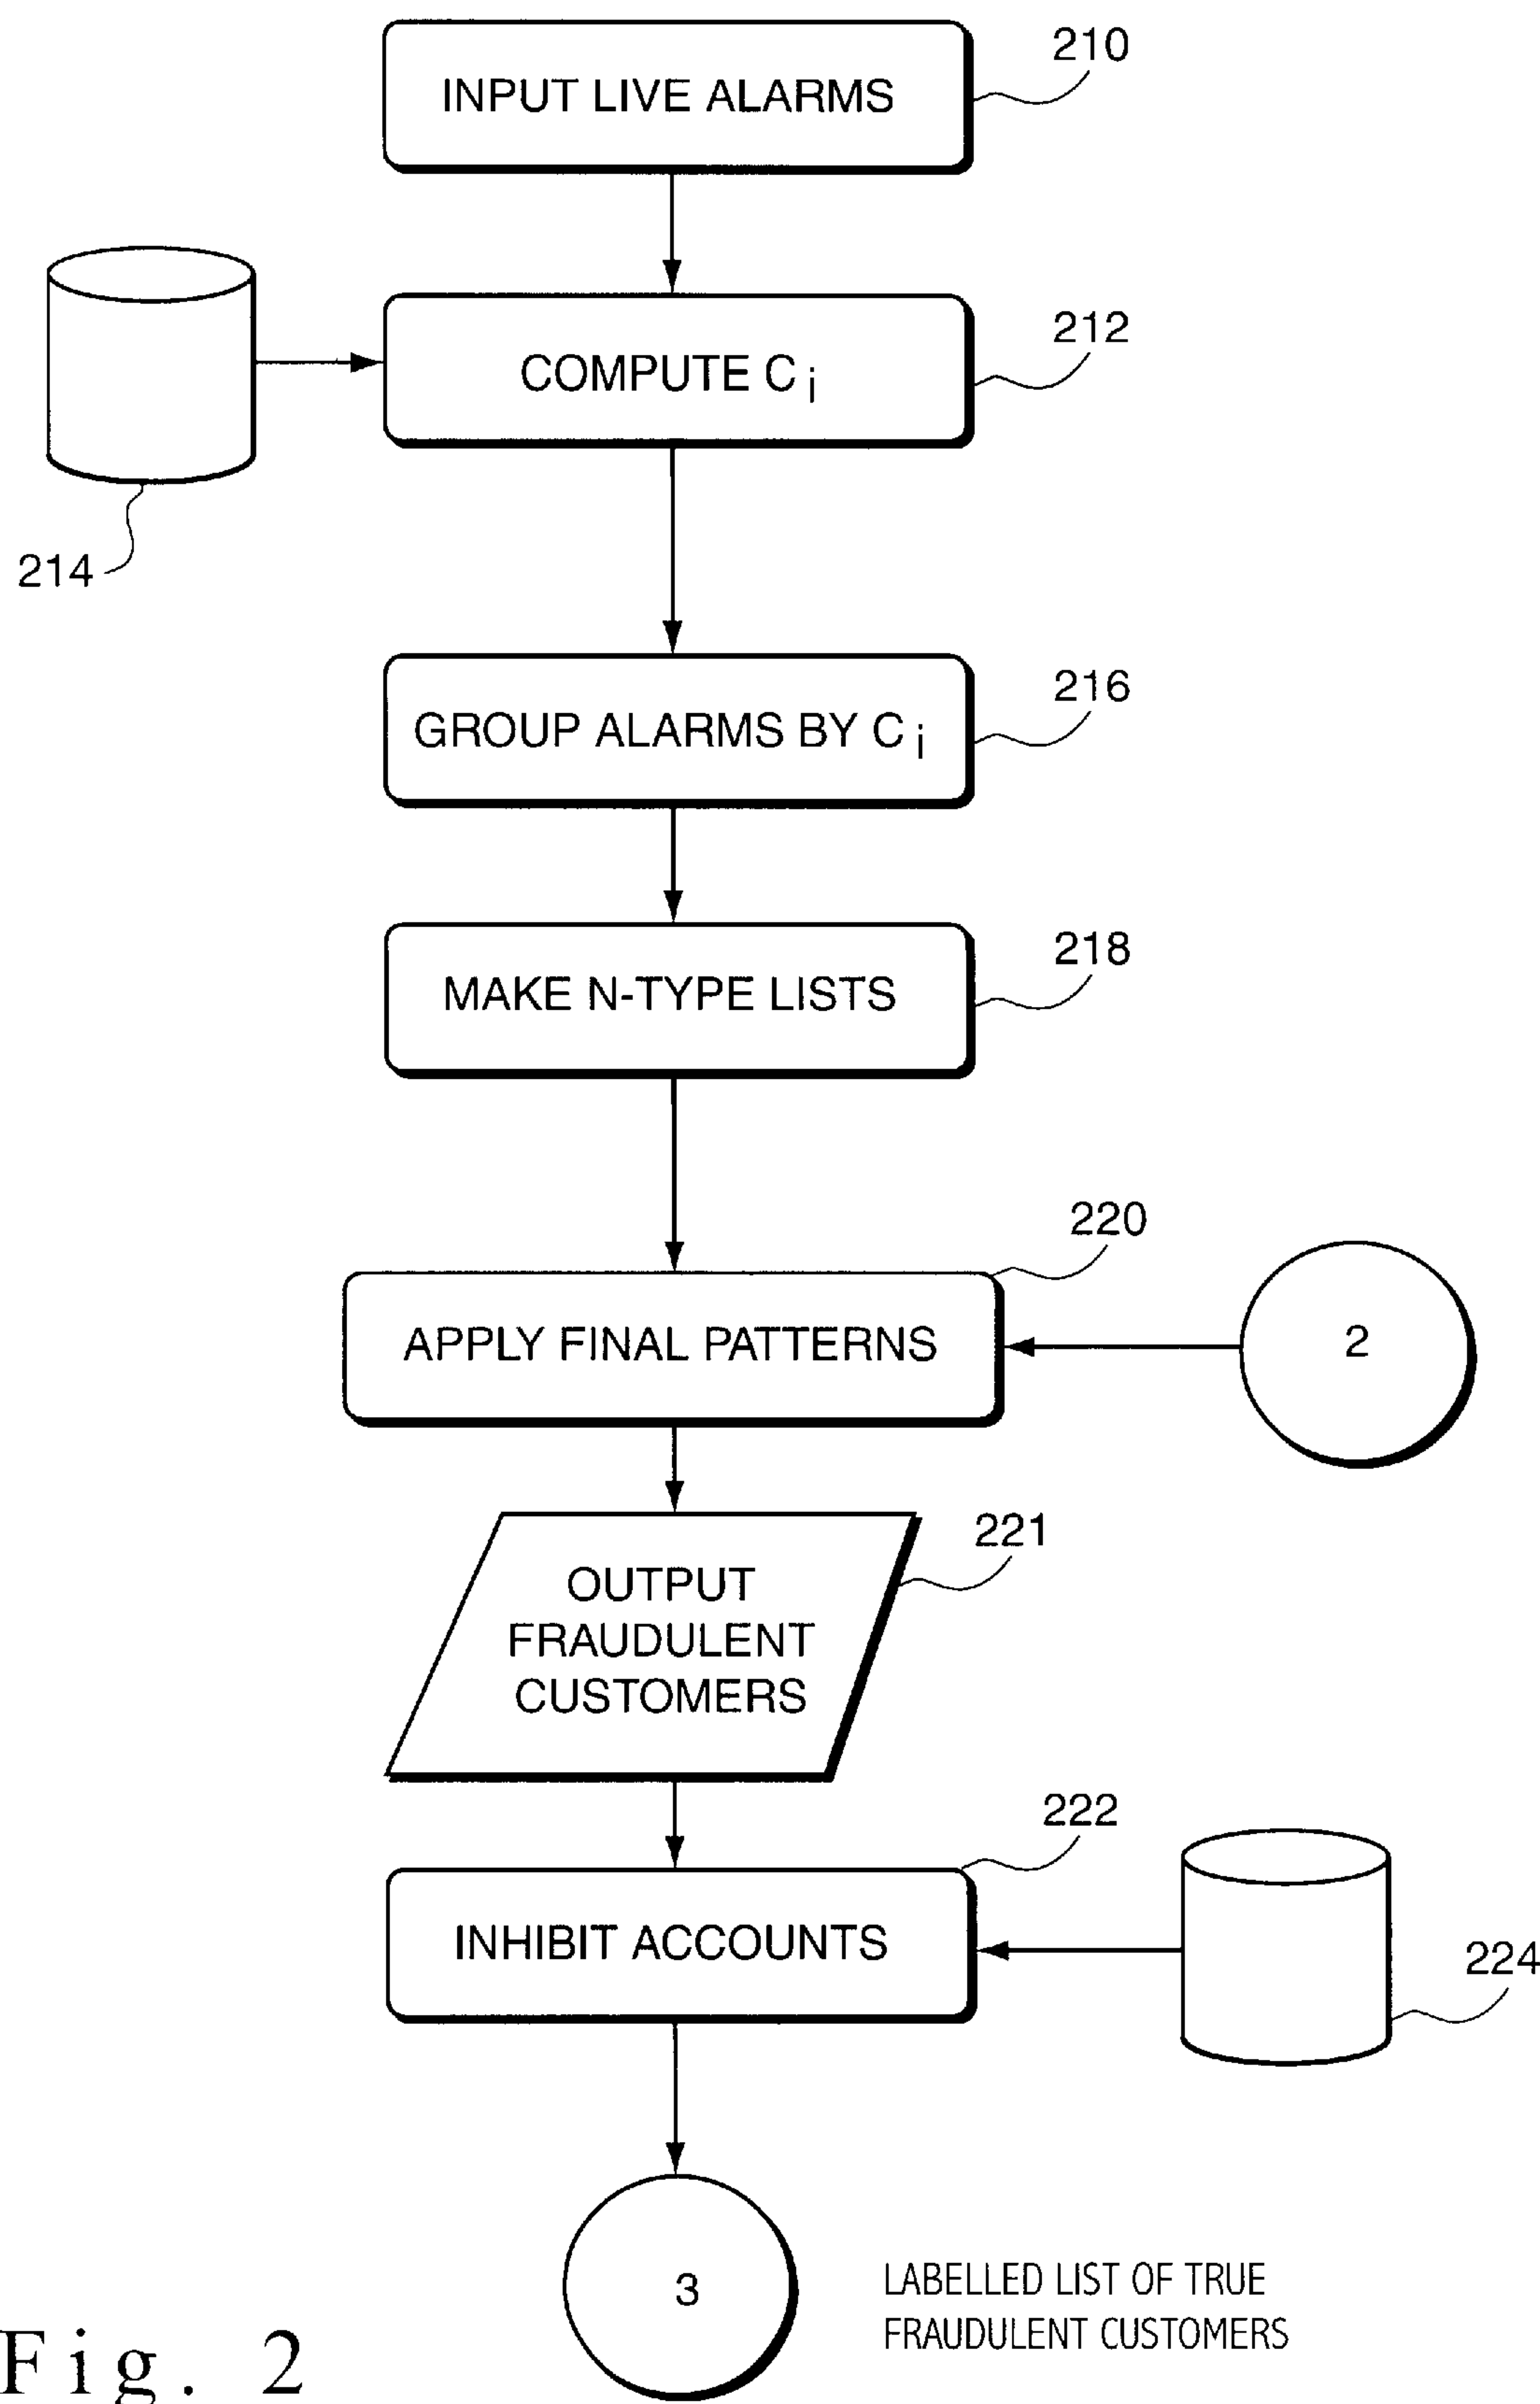 210
INPUT LIVE ALARMS
212
COMPUTE C i
214
216
GROUP ALARMS BY C i
218
MAKE N-TYPE LISTS
220
APPLY FINAL PATTERNS
2
221
OUTPUT
FRAUDULENT
CUSTOMERS
222
INHIBIT ACCOUNTS
224
3
LABELLED LIST OF TRUE
FRAUDULENT CUSTOMERS
Fig. 2